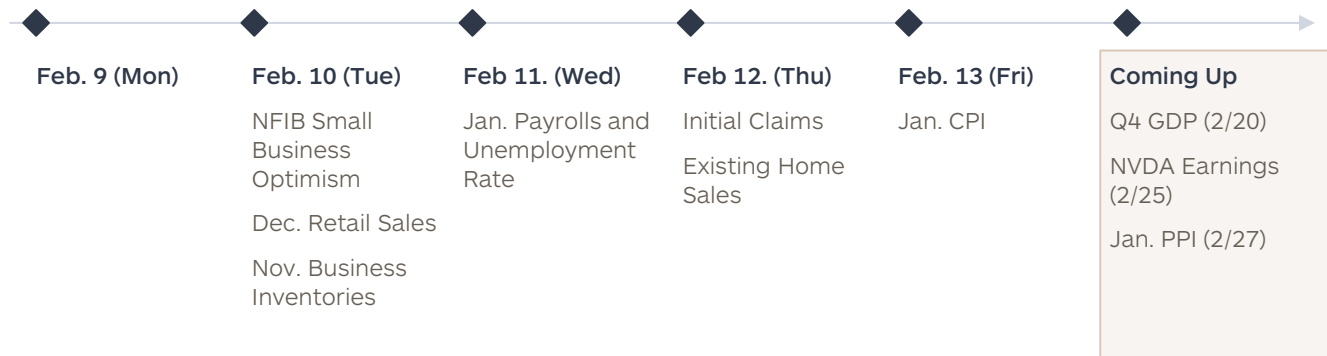 Feb. 9 (Mon)
Feb. 10 (Tue)
NFIB Small
Business
Optimism
Dec. Retail Sales
Nov. Business
Inventories
Feb 11. (Wed)
Jan. Payrolls and
Unemployment
Rate
Feb 12. (Thu)
Initial Claims
Existing Home
Sales
Feb. 13 (Fri)
Jan. CPI
Coming Up
Q4 GDP (2/20)
NVDA Earnings
(2/25)
Jan. PPI (2/27)